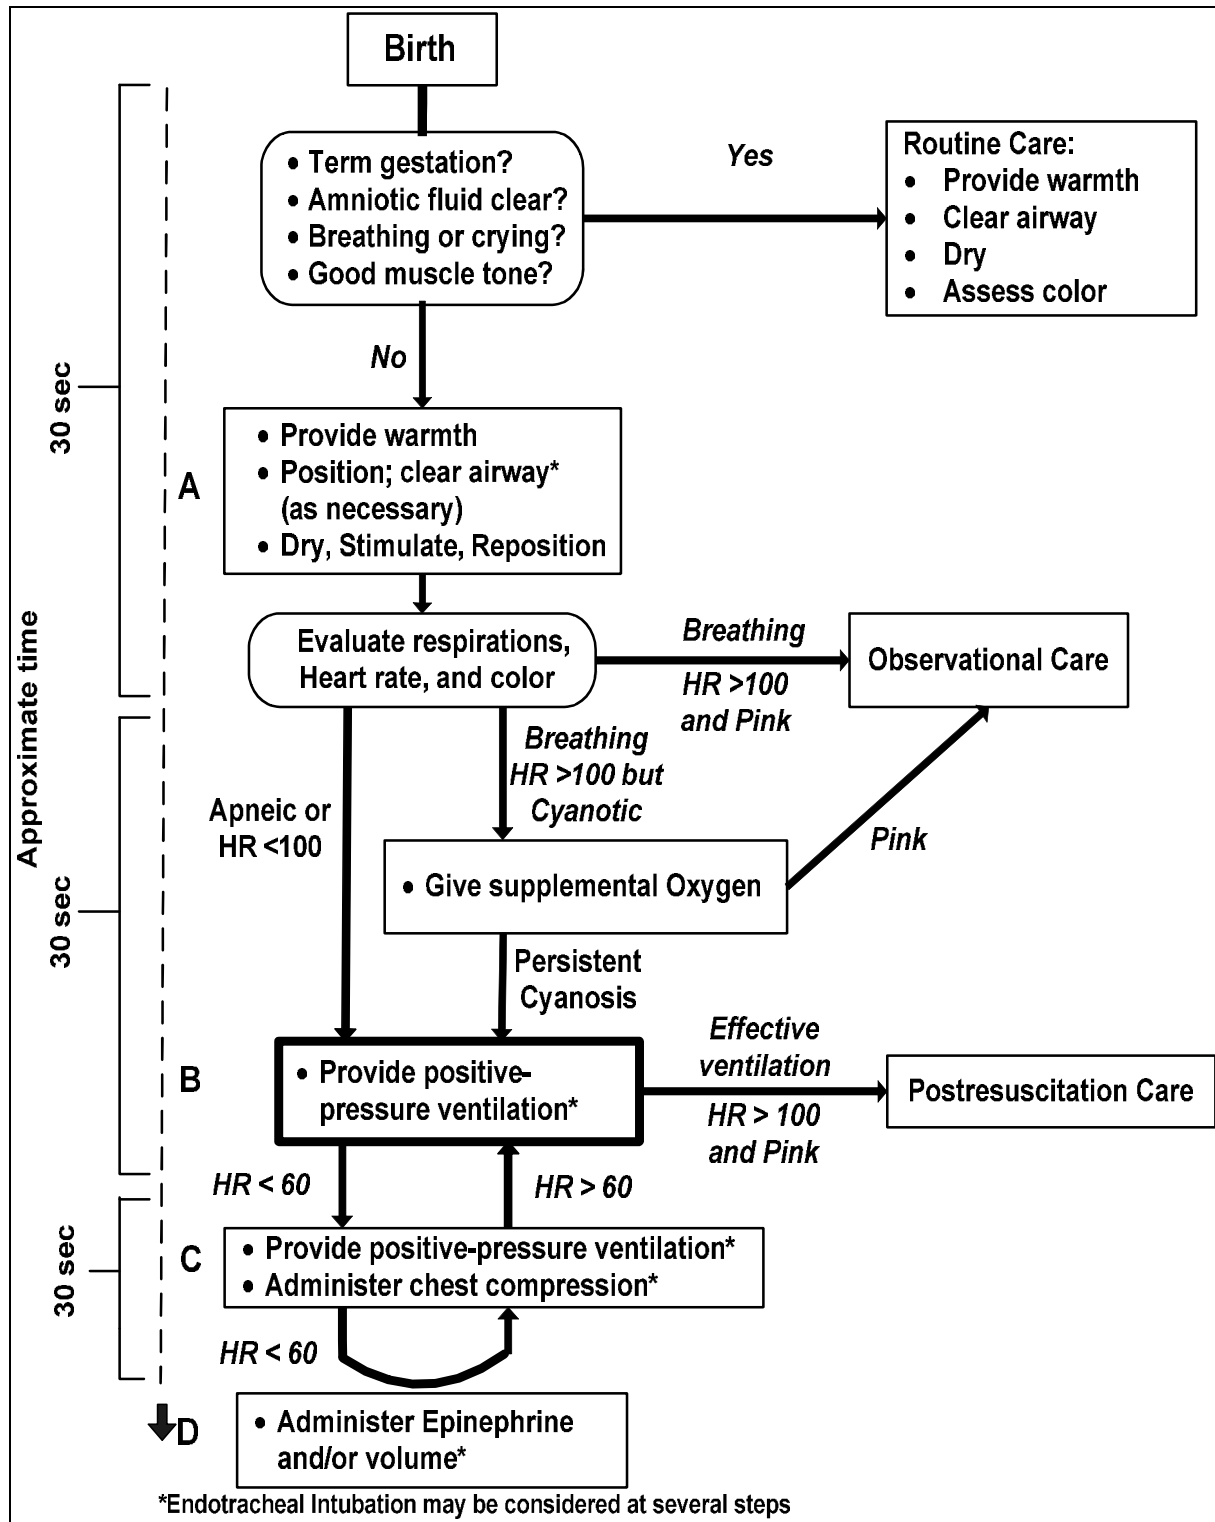 Birth
• Term gestation?
• Amniotic fluid clear?
• Breathing or crying?
• Good muscle tone?
Yes
Routine Care:
• Provide warmth
• Clear airway
• Dry
• Assess color
No
30 sec
A
• Provide warmth
• Position; clear airway*
(as necessary)
• Dry, Stimulate, Reposition
Approximate time
Evaluate respirations,
Heart rate, and color
Breathing
HR >100
and Pink
Observational Care
Breathing
HR >100 but
Cyanotic
Apneic or
HR <100
• Give supplemental Oxygen
Pink
30 sec
Persistent
Cyanosis
B
• Provide positive-
pressure ventilation*
Effective
ventilation
HR > 100
and Pink
Postresuscitation Care
HR < 60
HR > 60
30 sec
C
• Provide positive-pressure ventilation*
• Administer chest compression*
HR < 60
D
• Administer Epinephrine
and/or volume*
*Endotracheal Intubation may be considered at several steps